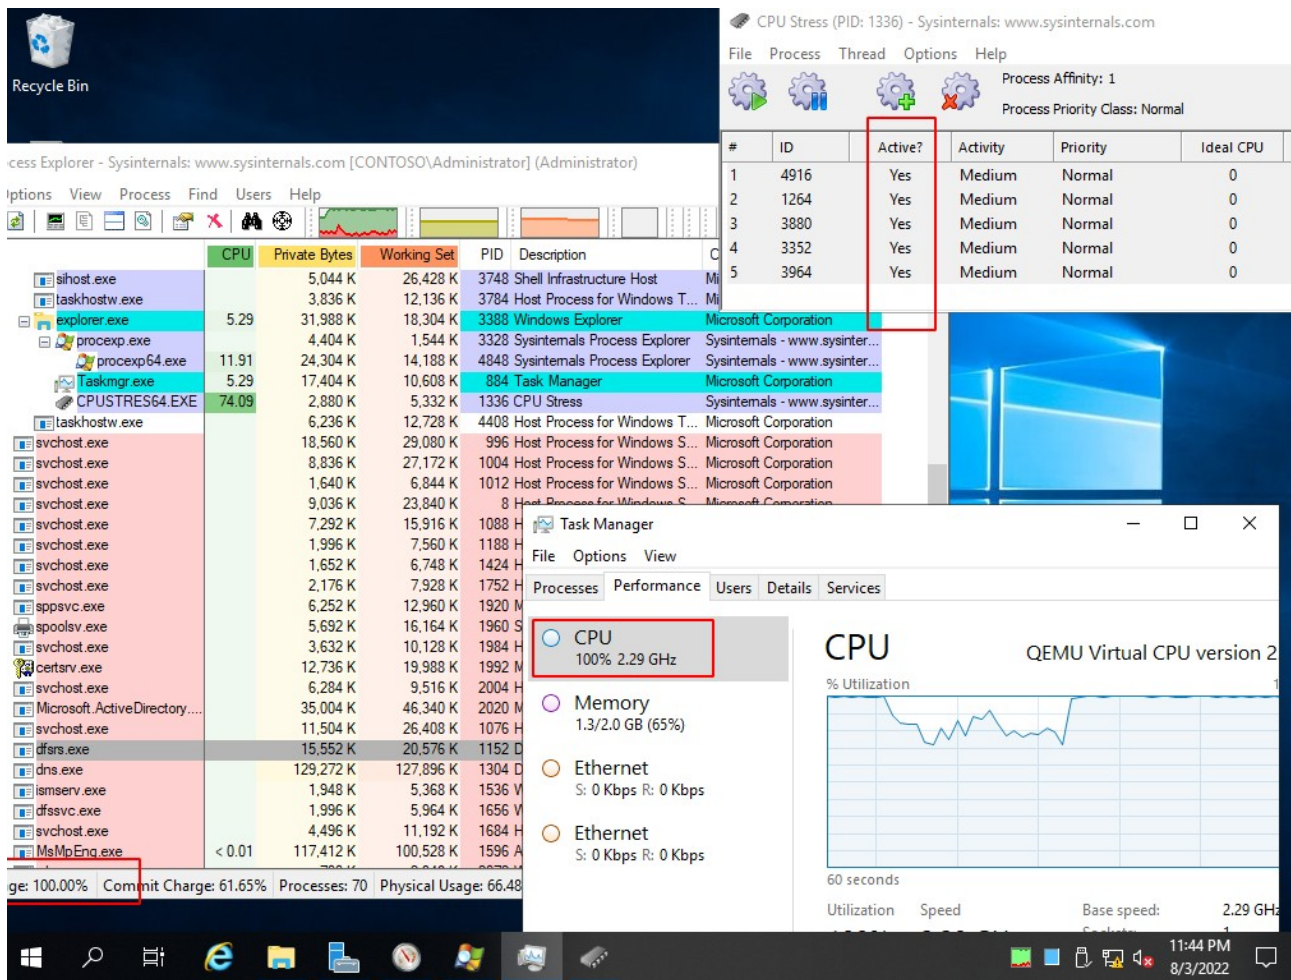 Recycle Bin
CPU Stress (PID: 1336) - Sysinternals: www.sysinternals.com
File Process Thread Options Help
Process Affinity: 1
Process Priority Class: Normal
# ID Active? Activity Priority Ideal CPU
1 4916 Yes Medium Normal 0
2 1264 Yes Medium Normal 0
3 3880 Yes Medium Normal 0
4 3352 Yes Medium Normal 0
5 3964 Yes Medium Normal 0
cess Explorer - Sysinternals: www.sysinternals.com [CONTOSO\Administrator] (Administrator)
ptions View Process Find Users Help
CPU Private Bytes Working Set PID Description C
sihost.exe 5,044 K 26,428 K 3748 Shell Infrastructure Host Mi
taskhostw.exe 3,836 K 12,136 K 3784 Host Process for Windows T... Mi
explorer.exe 5.29 31,988 K 18,304 K 3388 Windows Explorer Microsoft Corporation
procexp.exe 4,404 K 1,544 K 3328 Sysinternals Process Explorer Sysinternals - www.sysinter...
procexp64.exe 11.91 24,304 K 14,188 K 4848 Sysinternals Process Explorer Sysinternals - www.sysinter...
Taskmgr.exe 5.29 17,404 K 10,608 K 884 Task Manager Microsoft Corporation
CPUSTRES64.EXE 74.09 2,880 K 5,332 K 1336 CPU Stress Sysinternals - www.sysinter...
taskhostw.exe 6,236 K 12,728 K 4408 Host Process for Windows T... Microsoft Corporation
svchost.exe 18,560 K 29,080 K 996 Host Process for Windows S... Microsoft Corporation
svchost.exe 8,836 K 27,172 K 1004 Host Process for Windows S... Microsoft Corporation
svchost.exe 1,640 K 6,844 K 1012 Host Process for Windows S... Microsoft Corporation
svchost.exe 9,036 K 23,840 K 8 Host Process for Windows S... Microsoft Corporation
svchost.exe 7,292 K 15,916 K 1088 H
svchost.exe 1,996 K 7,560 K 1188 H
svchost.exe 1,652 K 6,748 K 1424 H
svchost.exe 2,176 K 7,928 K 1752 H
sppsvc.exe 6,252 K 12,960 K 1920 M
spoolsv.exe 5,692 K 16,164 K 1960 S
svchost.exe 3,632 K 10,128 K 1984 H
certsrv.exe 12,736 K 19,988 K 1992 M
svchost.exe 6,284 K 9,516 K 2004 H
Microsoft.ActiveDirectory.... 35,004 K 46,340 K 2020 M
svchost.exe 11,504 K 26,408 K 1076 H
dfsrs.exe 15,552 K 20,576 K 1152 D
dns.exe 129,272 K 127,896 K 1304 D
ismserv.exe 1,948 K 5,368 K 1536 W
dfssvc.exe 1,996 K 5,964 K 1656 W
svchost.exe 4,496 K 11,192 K 1684 H
MsMpEng.exe < 0.01 117,412 K 100,528 K 1596 A
ge: 100.00% Commit Charge: 61.65% Processes: 70 Physical Usage: 66.48
Task Manager
File Options View
Processes Performance Users Details Services
CPU
100% 2.29 GHz
Memory
1.3/2.0 GB (65%)
Ethernet
S: 0 Kbps R: 0 Kbps
Ethernet
S: 0 Kbps R: 0 Kbps
CPU QEMU Virtual CPU version 2
% Utilization 1
60 seconds
Utilization Speed Base speed: 2.29 GHz
11:44 PM
8/3/2022